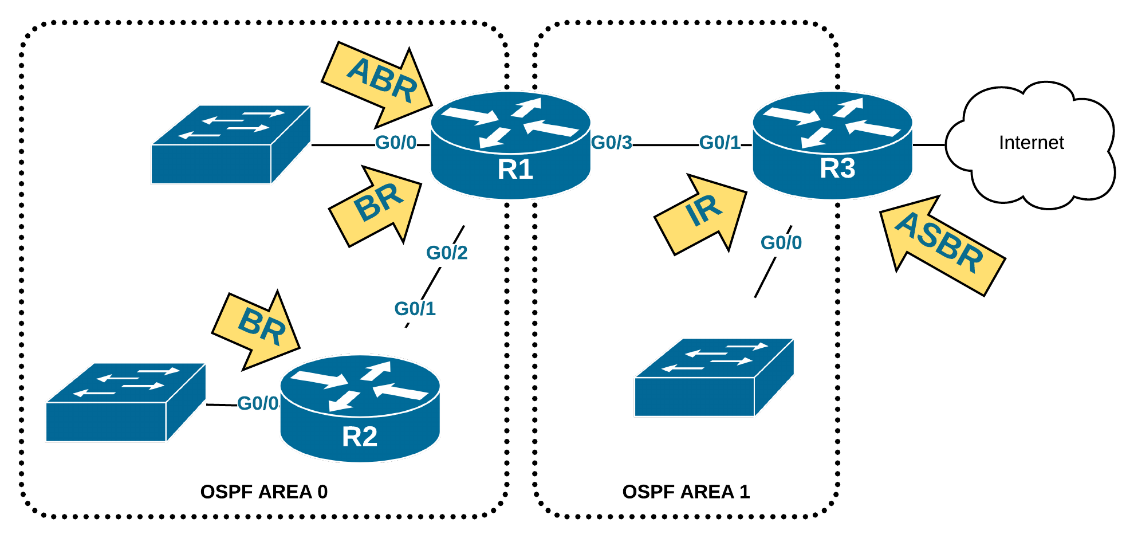 ABR
G0/0
R1
G0/3
G0/1
R3
Internet
BR
IR
ASBR
G0/2
G0/0
G0/1
BR
G0/0
R2
OSPF AREA 0
OSPF AREA 1